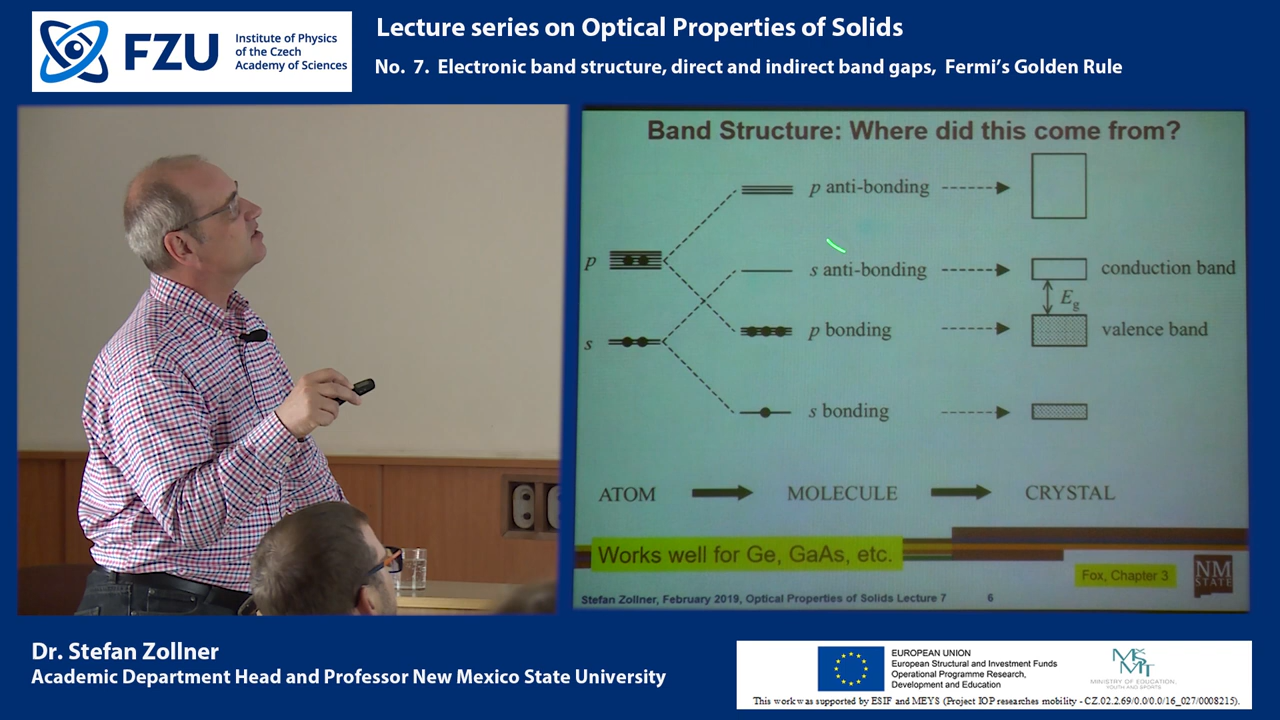 FZU
Institute of Physics
of the Czech
Academy of Sciences
Lecture series on Optical Properties of Solids
No. 7. Electronic band structure, direct and indirect band gaps, Fermi's Golden Rule
Band Structure: Where did this come from?
p anti-bonding
p
s anti-bonding
conduction band
Eg
p bonding
valence band
s
s bonding
ATOM
MOLECULE
CRYSTAL
Works well for Ge, GaAs, etc.
Fox, Chapter 3
NM
STATE
Stefan Zollner, February 2019, Optical Properties of Solids Lecture 7
6
Dr. Stefan Zollner
Academic Department Head and Professor New Mexico State University
EUROPEAN UNION
European Structural and Investment Funds
Operational Programme Research,
Development and Education
MINISTRY OF EDUCATION,
YOUTH AND SPORTS
This work was supported by ESIF and MEYS (Project IOP researches mobility - CZ.02.2.69/0.0/0.0/16_027/0008215).